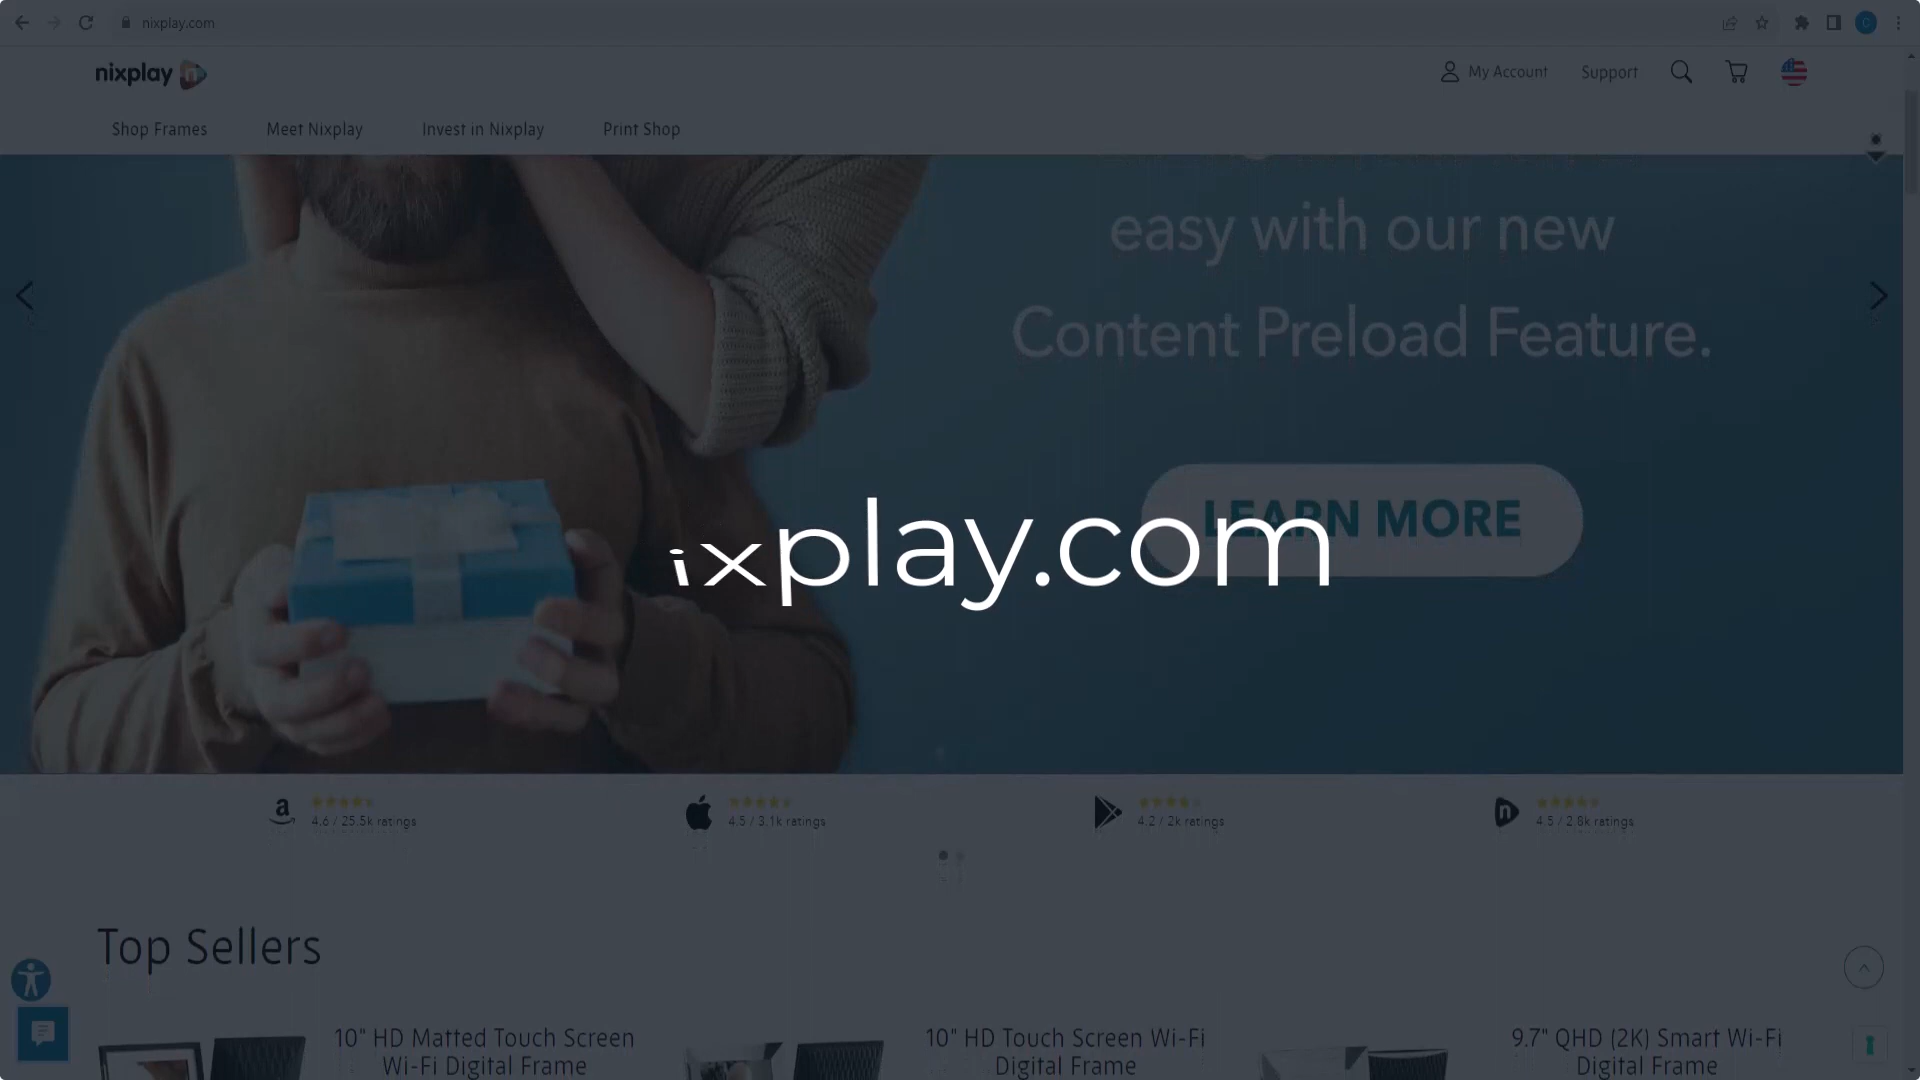 nixplay.com
nixplay n
My Account
Support
Shop Frames
Meet Nixplay
Invest in Nixplay
Print Shop
easy with our new
Content Preload Feature.
LEARN MORE
ixplay.com
a
4.6 / 25.5k ratings
4.5 / 3.1k ratings
4.2 / 2k ratings
n
4.5 / 2.8k ratings
Top Sellers
10" HD Matted Touch Screen
Wi-Fi Digital Frame
10" HD Touch Screen Wi-Fi
Digital Frame
9.7" QHD (2K) Smart Wi-Fi
Digital Frame